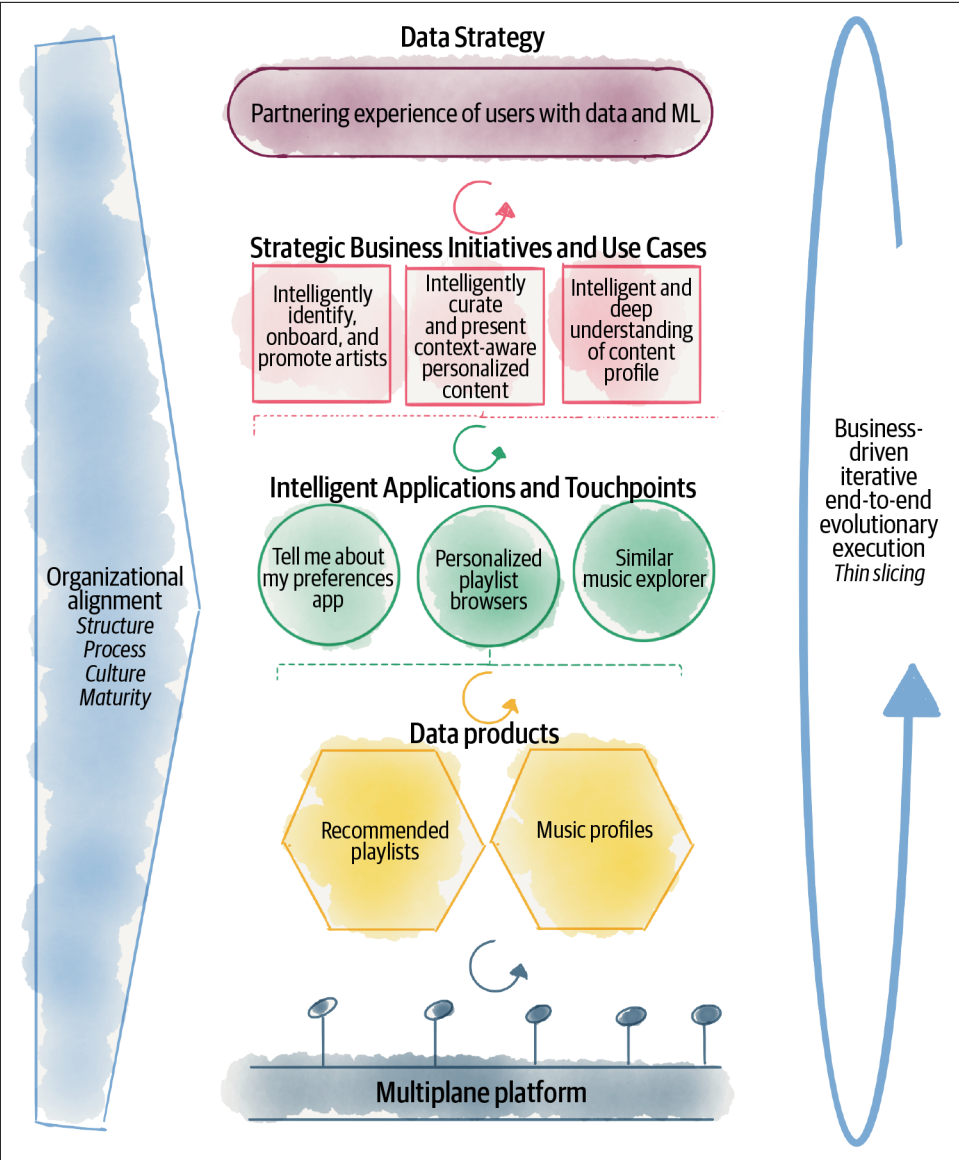 Data Strategy
Partnering experience of users with data and ML
Strategic Business Initiatives and Use Cases
Intelligently
identify,
onboard, and
promote artists
Intelligently
curate
and present
context-aware
personalized
content
Intelligent and
deep
understanding
of content
profile
Intelligent Applications and Touchpoints
Tell me about
my preferences
app
Personalized
playlist
browsers
Similar
music explorer
Organizational
alignment
Structure
Process
Culture
Maturity
Business-
driven
iterative
end-to-end
evolutionary
execution
Thin slicing
Data products
Recommended
playlists
Music profiles
Multiplane platform